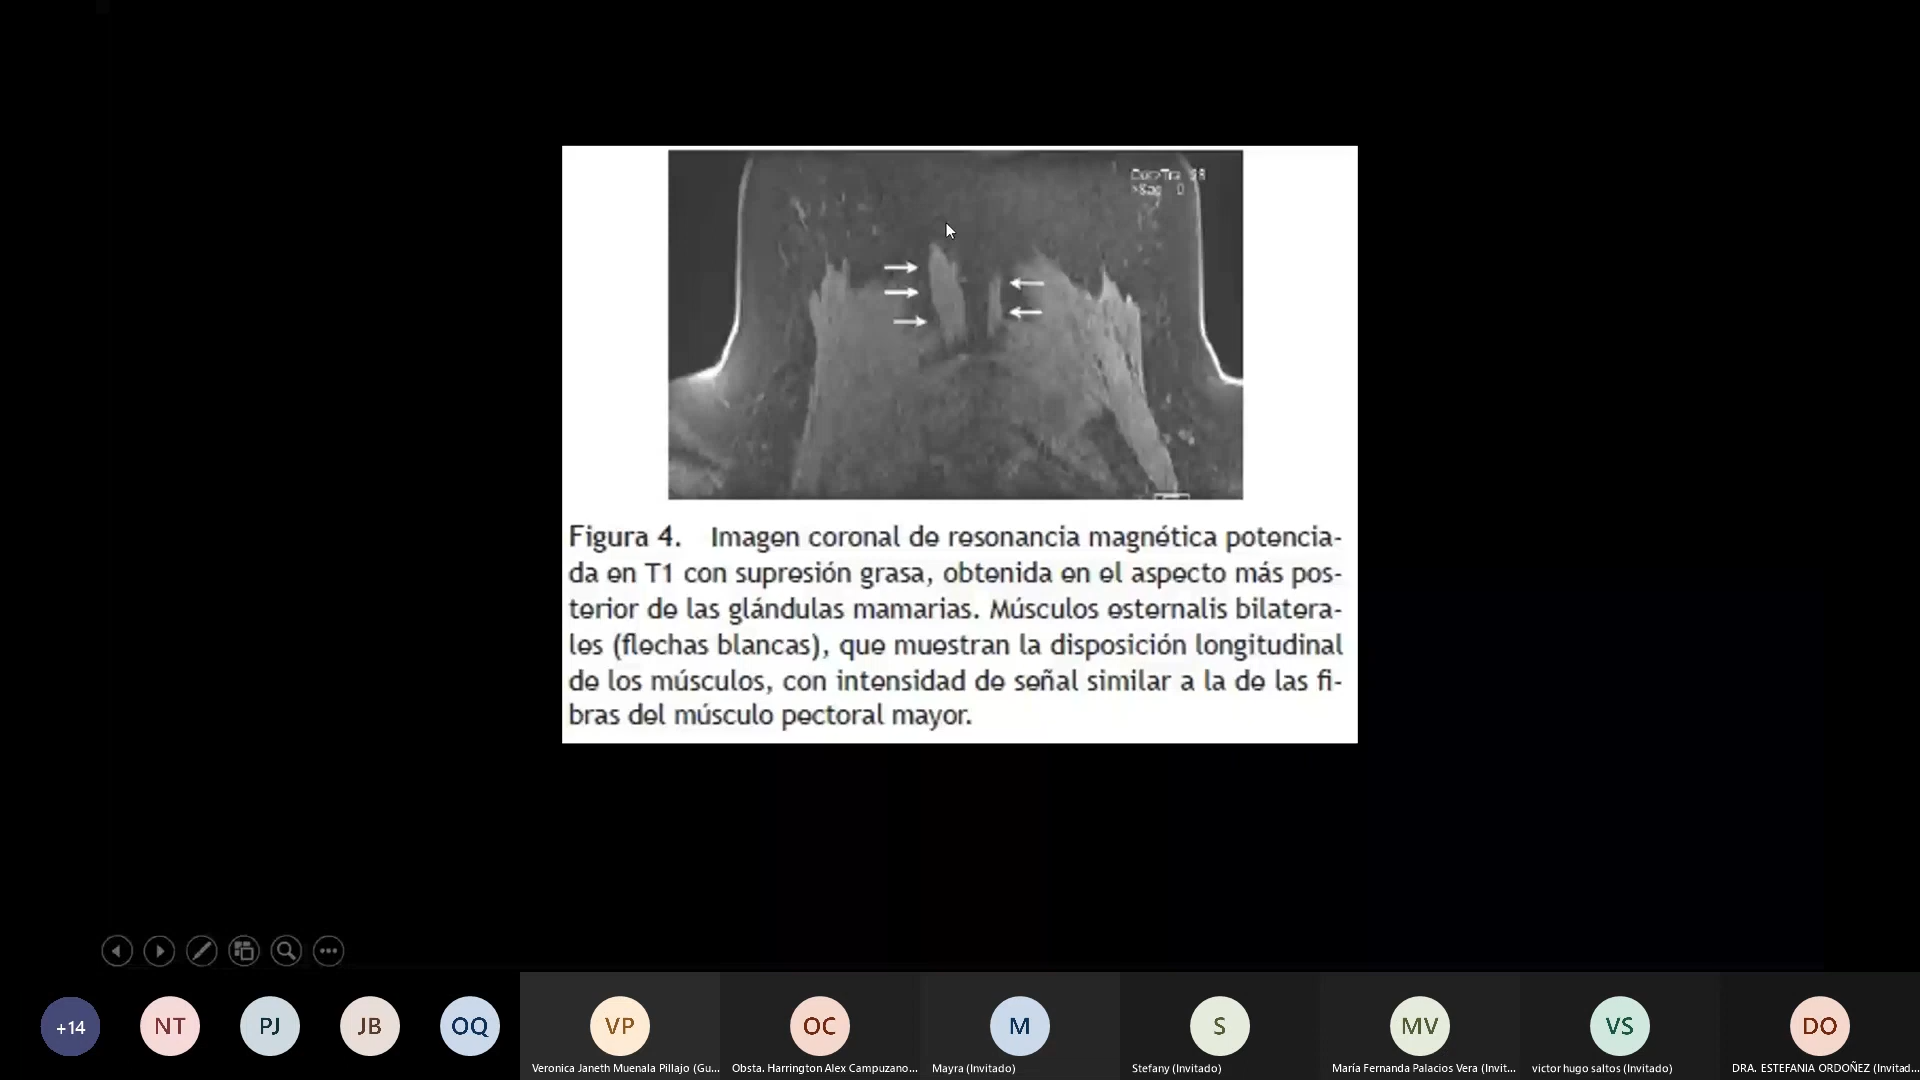 Figura 4. Imagen coronal de resonancia magnética potencia-
da en T1 con supresión grasa, obtenida en el aspecto más pos-
terior de las glándulas mamarias. Músculos esternalis bilatera-
les (flechas blancas), que muestran la disposición longitudinal
de los músculos, con intensidad de señal similar a la de las fi-
bras del músculo pectoral mayor.
+14
NT
PJ
JB
OQ
VP
OC
M
S
MV
VS
DO
Veronica Janeth Muenala Pillajo (Gu...
Obsta. Harrington Alex Campuzano...
Mayra (Invitado)
Stefany (Invitado)
María Fernanda Palacios Vera (Invit...
victor hugo saltos (Invitado)
DRA. ESTEFANIA ORDOÑEZ (Invitad...